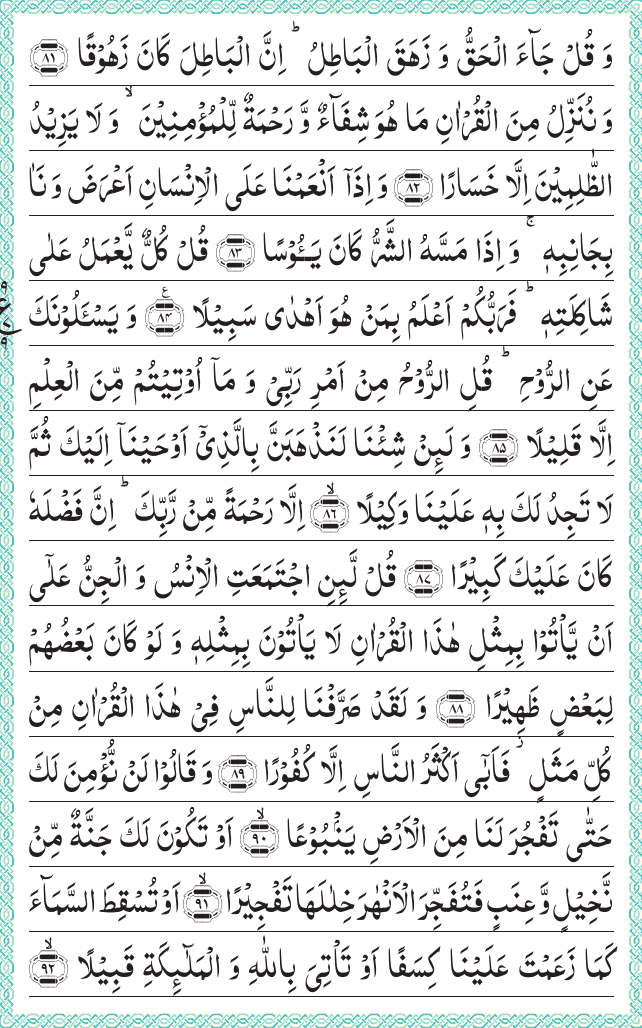 وَ قُلۡ جَآءَ الۡحَقُّ وَ زَهَقَ الۡبَاطِلُ ؕ اِنَّ الۡبَاطِلَ كَانَ زَهُوۡقًا ﴿۸۱﴾
وَ نُنَزِّلُ مِنَ الۡقُرۡاٰنِ مَا هُوَ شِفَآءٌ وَّ رَحۡمَةٌ لِّلۡمُؤۡمِنِيۡنَ ۙ وَ لَا يَزِيۡدُ
الظّٰلِمِيۡنَ اِلَّا خَسَارًا ﴿۸۲﴾ وَ اِذَاۤ اَنۡعَمۡنَا عَلَى الۡاِنۡسَانِ اَعۡرَضَ وَ نَاٰ
بِجَانِبِهٖ ۚ وَ اِذَا مَسَّهُ الشَّرُّ كَانَ يَــُٔوۡسًا ﴿۸۳﴾ قُلۡ كُلٌّ يَّعۡمَلُ عَلٰى
شَاكِلَتِهٖ ؕ فَرَبُّكُمۡ اَعۡلَمُ بِمَنۡ هُوَ اَهۡدٰى سَبِيۡلًا ﴿۸۴﴾ ع وَ يَسۡـَٔلُوۡنَكَ
عَنِ الرُّوۡحِ ؕ قُلِ الرُّوۡحُ مِنۡ اَمۡرِ رَبِّىۡ وَ مَاۤ اُوۡتِيۡتُمۡ مِّنَ الۡعِلۡمِ
اِلَّا قَلِيۡلًا ﴿۸۵﴾ وَ لَئِنۡ شِئۡنَا لَنَذۡهَبَنَّ بِالَّذِىۡۤ اَوۡحَيۡنَاۤ اِلَيۡكَ ثُمَّ
لَا تَجِدُ لَكَ بِهٖ عَلَيۡنَا وَكِيۡلًا ﴿ۙ۸۶﴾ اِلَّا رَحۡمَةً مِّنۡ رَّبِّكَ ؕ اِنَّ فَضۡلَهٗ
كَانَ عَلَيۡكَ كَبِيۡرًا ﴿۸۷﴾ قُلۡ لَّئِنِ اجۡتَمَعَتِ الۡاِنۡسُ وَ الۡجِنُّ عَلٰٓى
اَنۡ يَّاۡتُوۡا بِمِثۡلِ هٰذَا الۡقُرۡاٰنِ لَا يَاۡتُوۡنَ بِمِثۡلِهٖ وَ لَوۡ كَانَ بَعۡضُهُمۡ
لِبَعۡضٍ ظَهِيۡرًا ﴿۸۸﴾ وَ لَقَدۡ صَرَّفۡنَا لِلنَّاسِ فِىۡ هٰذَا الۡقُرۡاٰنِ مِنۡ
كُلِّ مَثَلٍ ۫ فَاَبٰٓى اَكۡثَرُ النَّاسِ اِلَّا كُفُوۡرًا ﴿۸۹﴾ وَ قَالُوۡا لَنۡ نُّؤۡمِنَ لَكَ
حَتّٰى تَفۡجُرَ لَنَا مِنَ الۡاَرۡضِ يَنۡۢبُوۡعًا ﴿ۙ۹۰﴾ اَوۡ تَكُوۡنَ لَكَ جَنَّةٌ مِّنۡ
نَّخِيۡلٍ وَّ عِنَبٍ فَتُفَجِّرَ الۡاَنۡهٰرَ خِلٰلَهَا تَفۡجِيۡرًا ﴿ۙ۹۱﴾ اَوۡ تُسۡقِطَ السَّمَآءَ
كَمَا زَعَمۡتَ عَلَيۡنَا كِسَفًا اَوۡ تَاۡتِىَ بِاللّٰهِ وَ الۡمَلٰٓئِكَةِ قَبِيۡلًا ﴿ۙ۹۲﴾